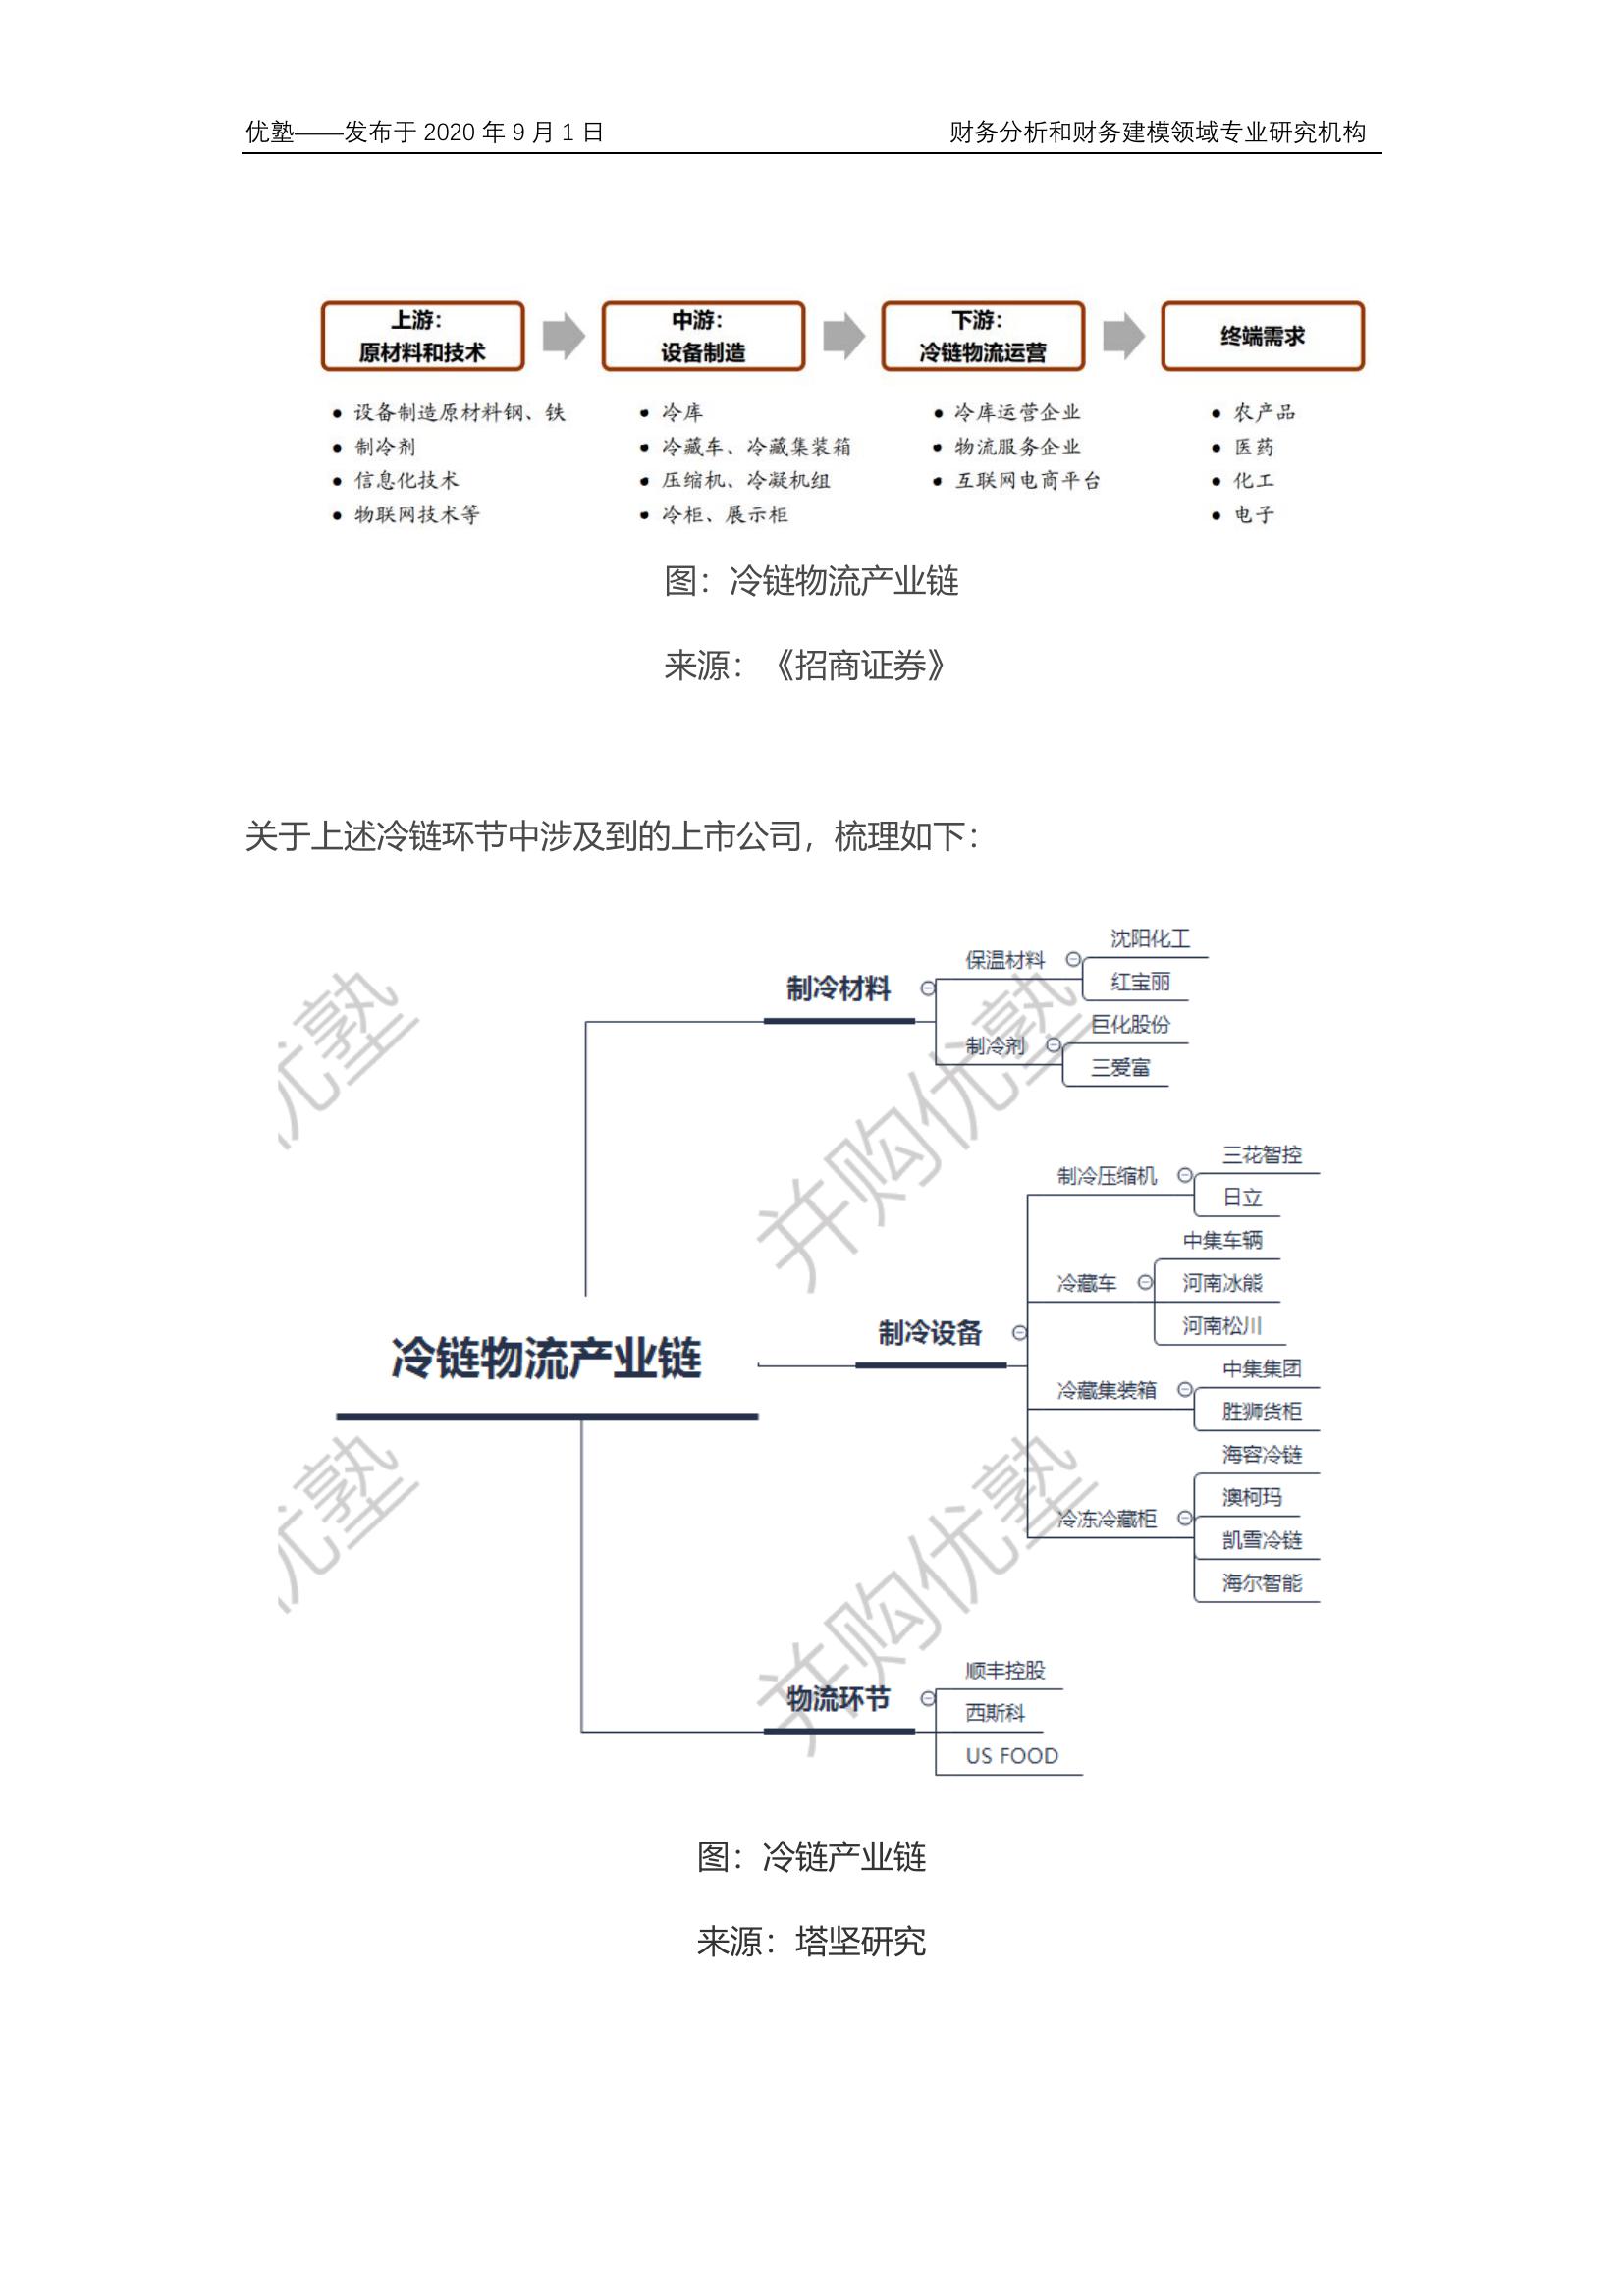 优塾——发布于 2020 年 9 月 1 日 财务分析和财务建模领域专业研究机构
上游：
原材料和技术
中游：
设备制造
下游：
冷链物流运营
终端需求
● 设备制造原材料钢、铁
● 制冷剂
● 信息化技术
● 物联网技术等
● 冷库
● 冷藏车、冷藏集装箱
● 压缩机、冷凝机组
● 冷柜、展示柜
● 冷库运营企业
● 物流服务企业
● 互联网电商平台
● 农产品
● 医药
● 化工
● 电子
图：冷链物流产业链
来源：《招商证券》
关于上述冷链环节中涉及到的上市公司，梳理如下：
冷链物流产业链
制冷材料
保温材料
沈阳化工
红宝丽
制冷剂
巨化股份
三爱富
制冷设备
制冷压缩机
三花智控
日立
冷藏车
中集车辆
河南冰熊
河南松川
冷藏集装箱
中集集团
胜狮货柜
冷冻冷藏柜
海容冷链
澳柯玛
凯雪冷链
海尔智能
物流环节
顺丰控股
西斯科
US FOOD
优塾
并购优塾
优塾
并购优塾
图：冷链产业链
来源：塔坚研究